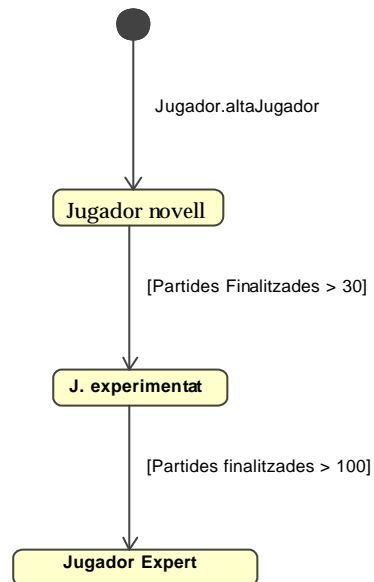 Jugador.altaJugador
Jugador novell
[Partides Finalitzades > 30]
J. experimentat
[Partides finalitzades > 100]
Jugador Expert